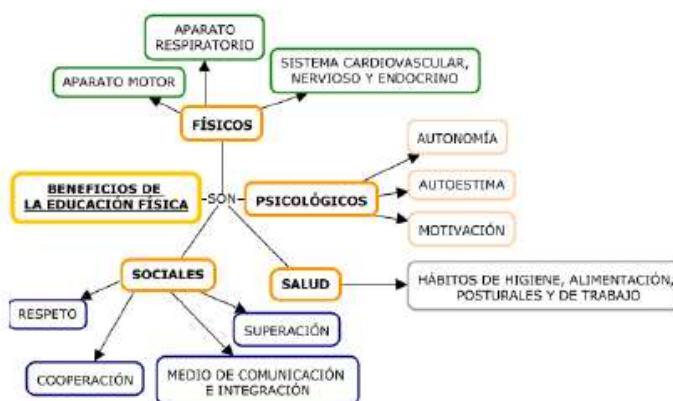 APARATO
RESPIRATORIO
SISTEMA CARDIOVASCULAR,
NERVIOSO Y ENDOCRINO
APARATO MOTOR
FÍSICOS
AUTONOMÍA
BENEFICIOS DE
LA EDUCACIÓN FÍSICA
SON
PSICOLÓGICOS
AUTOESTIMA
MOTIVACIÓN
SOCIALES
SALUD
HÁBITOS DE HIGIENE, ALIMENTACIÓN,
POSTURALES Y DE TRABAJO
RESPETO
SUPERACIÓN
COOPERACIÓN
MEDIO DE COMUNICACIÓN
E INTEGRACIÓN